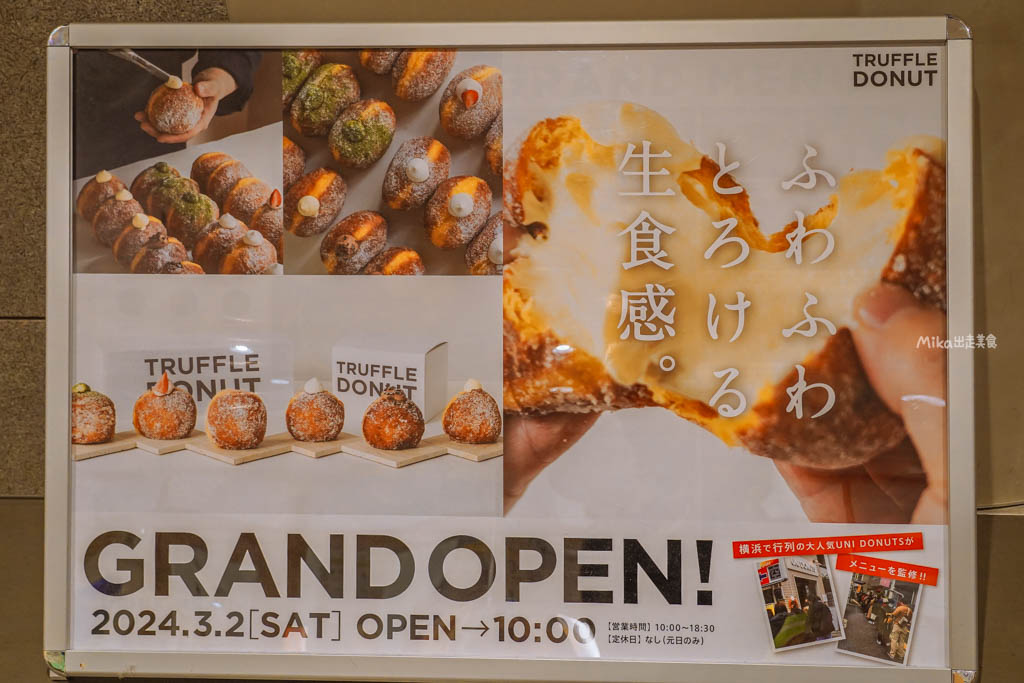 TRUFFLE
DONUT
ふわふわ
とろける
生食感。
Mika出走美食
TRUFFLE
DONUT
TRUFFLE
DONUT
GRAND OPEN!
2024.3.2[SAT] OPEN→10:00
【営業時間】10:00〜18:30
【定休日】なし(元日のみ)
横浜で行列の大人気UNI DONUTSが
メニューを監修!!